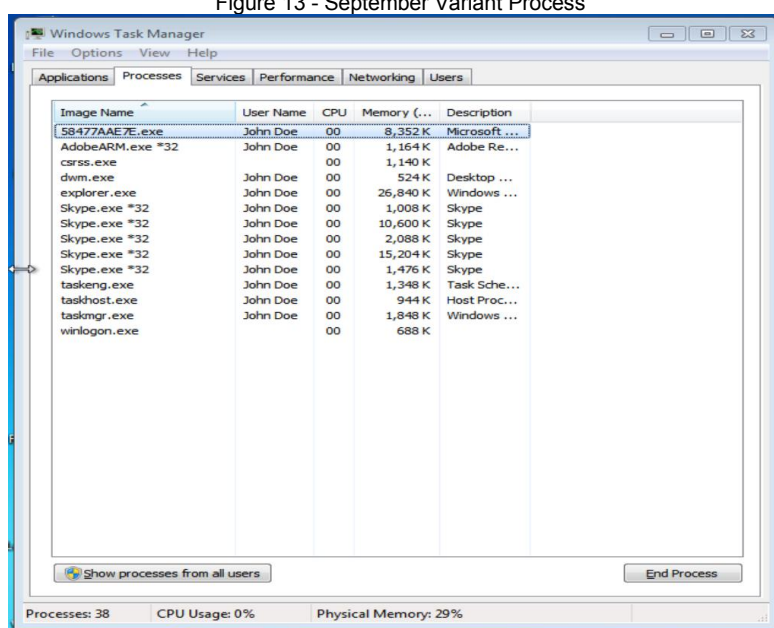 Figure 13 - September Variant Process
Windows Task Manager
File Options View Help
Applications Processes Services Performance Networking Users
Image Name User Name CPU Memory (... Description
58477AAE7E.exe John Doe 00 8,352 K Microsoft ...
AdobeARM.exe *32 John Doe 00 1,164 K Adobe Re...
csrss.exe 00 1,140 K
dwm.exe John Doe 00 524 K Desktop ...
explorer.exe John Doe 00 26,840 K Windows ...
Skype.exe *32 John Doe 00 1,008 K Skype
Skype.exe *32 John Doe 00 10,600 K Skype
Skype.exe *32 John Doe 00 2,088 K Skype
Skype.exe *32 John Doe 00 15,204 K Skype
Skype.exe *32 John Doe 00 1,476 K Skype
taskeng.exe John Doe 00 1,348 K Task Sche...
taskhost.exe John Doe 00 944 K Host Proc...
taskmgr.exe John Doe 00 1,848 K Windows ...
winlogon.exe 00 688 K
Show processes from all users End Process
Processes: 38 CPU Usage: 0% Physical Memory: 29%